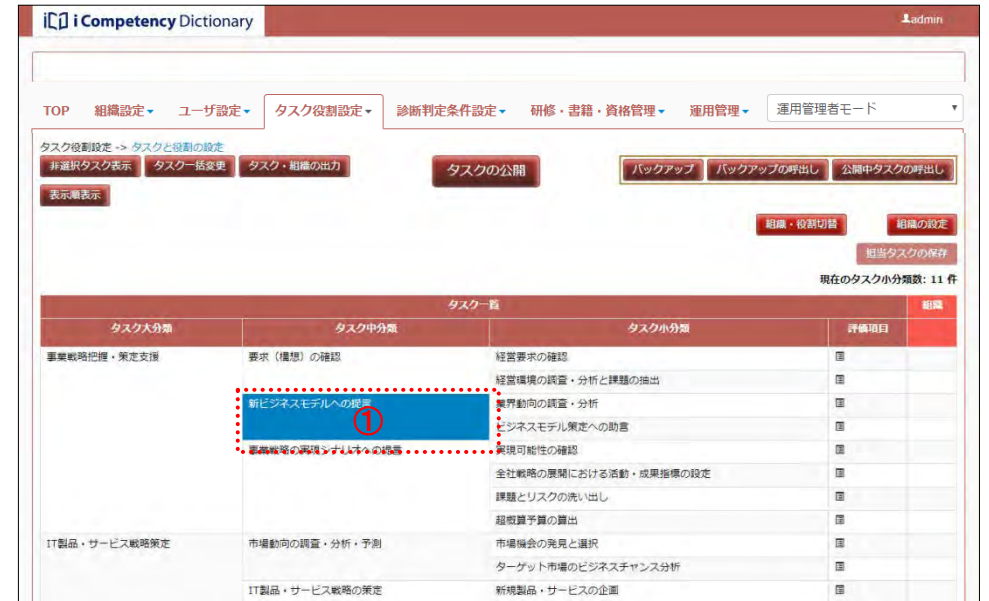 i Competency Dictionary admin
TOP 組織設定 ユーザ設定 タスク役割設定 診断判定条件設定 研修・書籍・資格管理 運用管理 運用管理者モード
タスク役割設定 -> タスクと役割の設定
非選択タスク表示 タスク一括変更 タスク・組織の出力 タスクの公開 バックアップ バックアップの呼出し 公開中タスクの呼出し
表示順表示
組織・役割切替 組織の設定
担当タスクの保存
現在のタスク小分類数: 11 件
タスク一覧 組織
タスク大分類 タスク中分類 タスク小分類 評価項目
事業戦略把握・策定支援 要求（構想）の確認 経営要求の確認
経営環境の調査・分析と課題の抽出
新ビジネスモデルへの提言 業界動向の調査・分析
①
ビジネスモデル策定への助言
事業戦略の実現シナリオへの提言 実現可能性の確認
全社戦略の展開における活動・成果指標の設定
課題とリスクの洗い出し
超概算予算の算出
IT製品・サービス戦略策定 市場動向の調査・分析・予測 市場機会の発見と選択
ターゲット市場のビジネスチャンス分析
IT製品・サービス戦略の策定 新規製品・サービスの企画